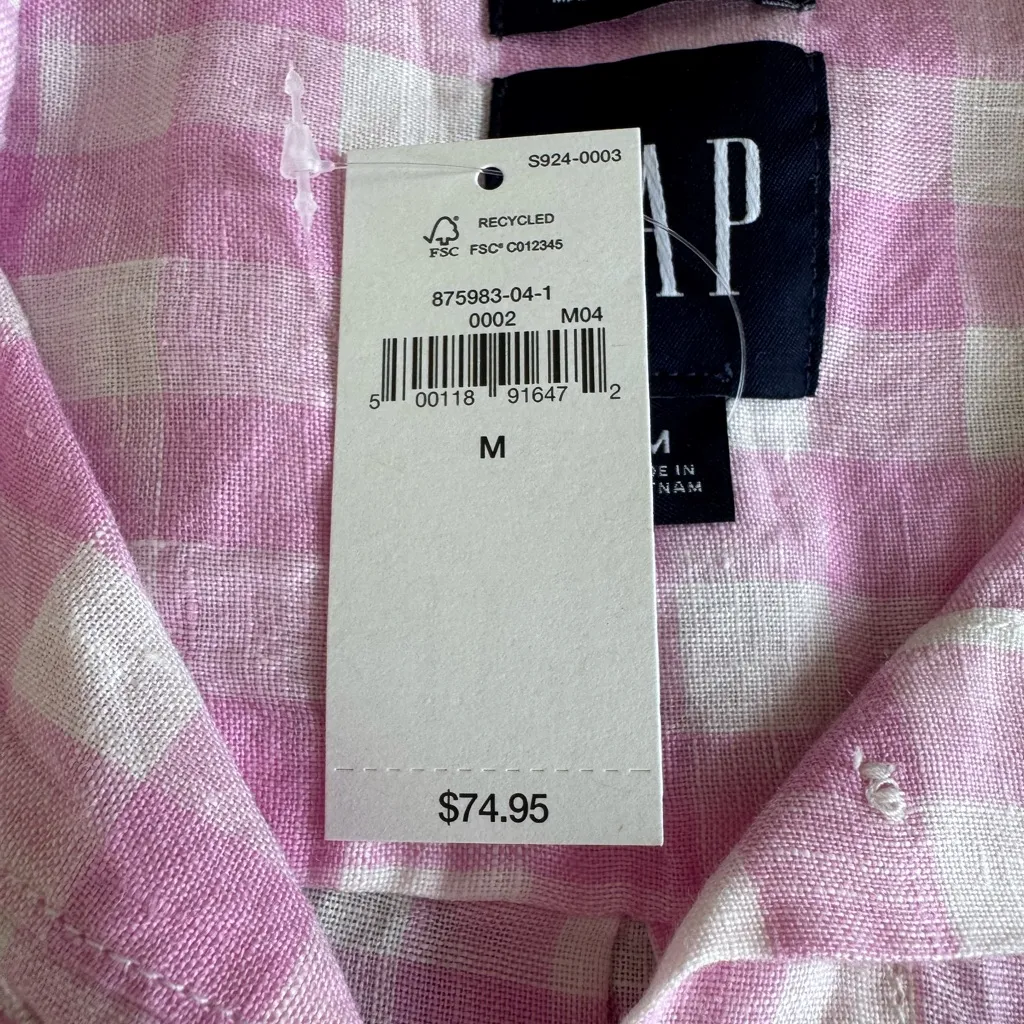 S924-0003
RECYCLED
FSC
FSC® C012345
875983-04-1
0002 M04
5 00118 91647 2
M
$74.95
AP
M
DE IN
TNAM